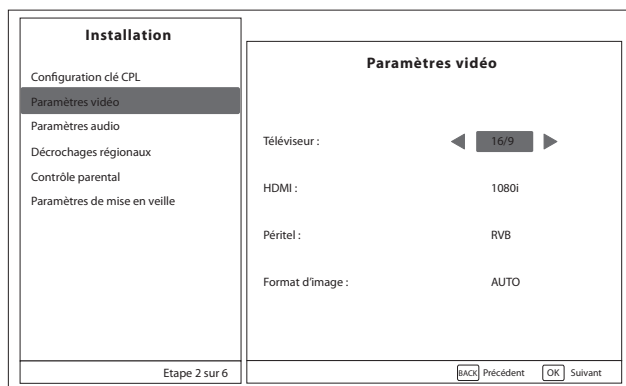 Installation
Configuration clé CPL
Paramètres vidéo
Paramètres audio
Décrochages régionaux
Contrôle parental
Paramètres de mise en veille
Etape 2 sur 6
Paramètres vidéo
Téléviseur : 16/9
HDMI : 1080i
Péritel : RVB
Format d'image : AUTO
BACK Précédent OK Suivant